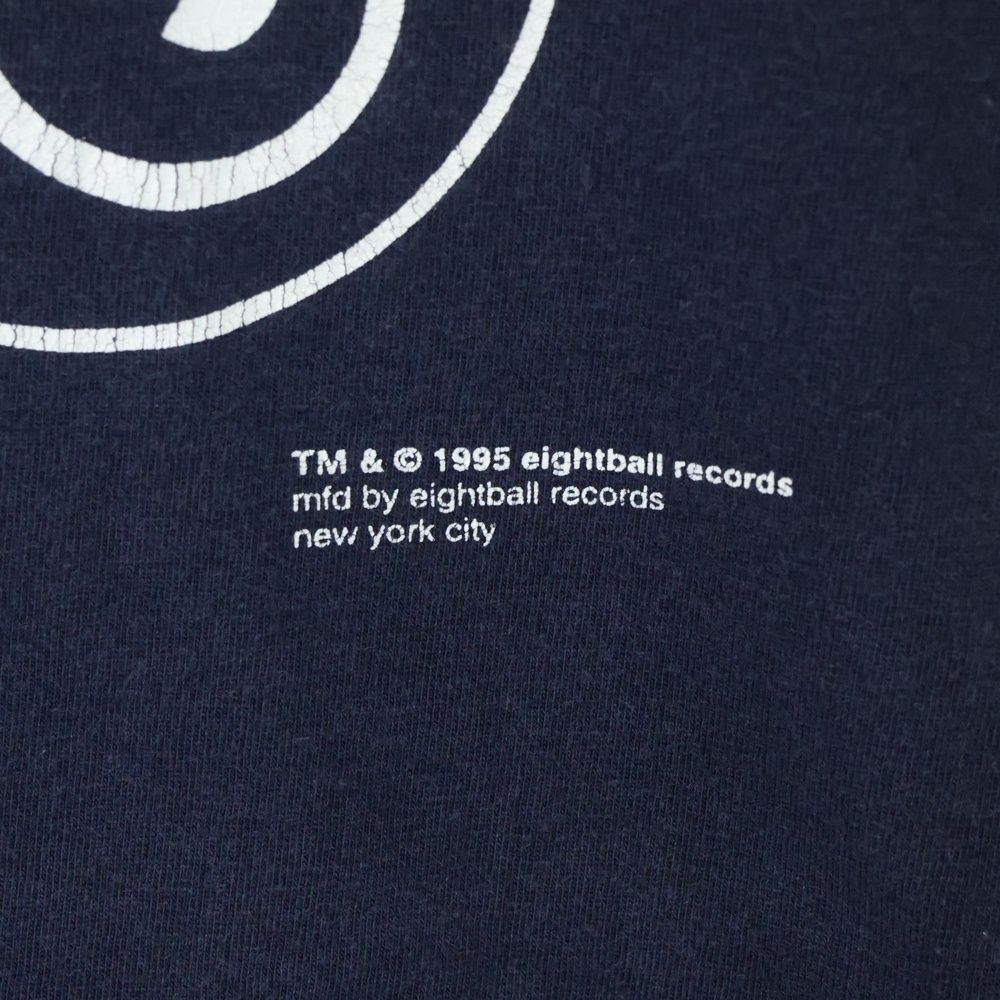 TM & © 1995 eightball records
mfd by eightball records
new york city